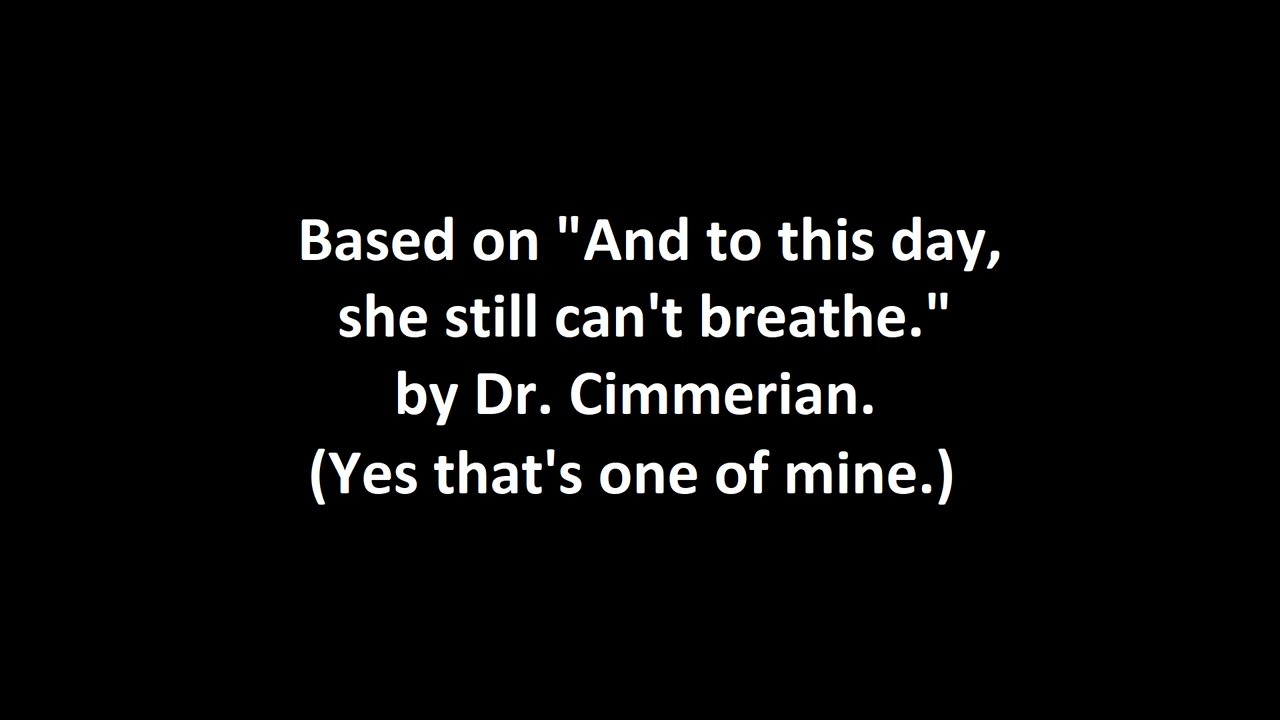 Based on "And to this day,
she still can't breathe."
by Dr. Cimmerian.
(Yes that's one of mine.)